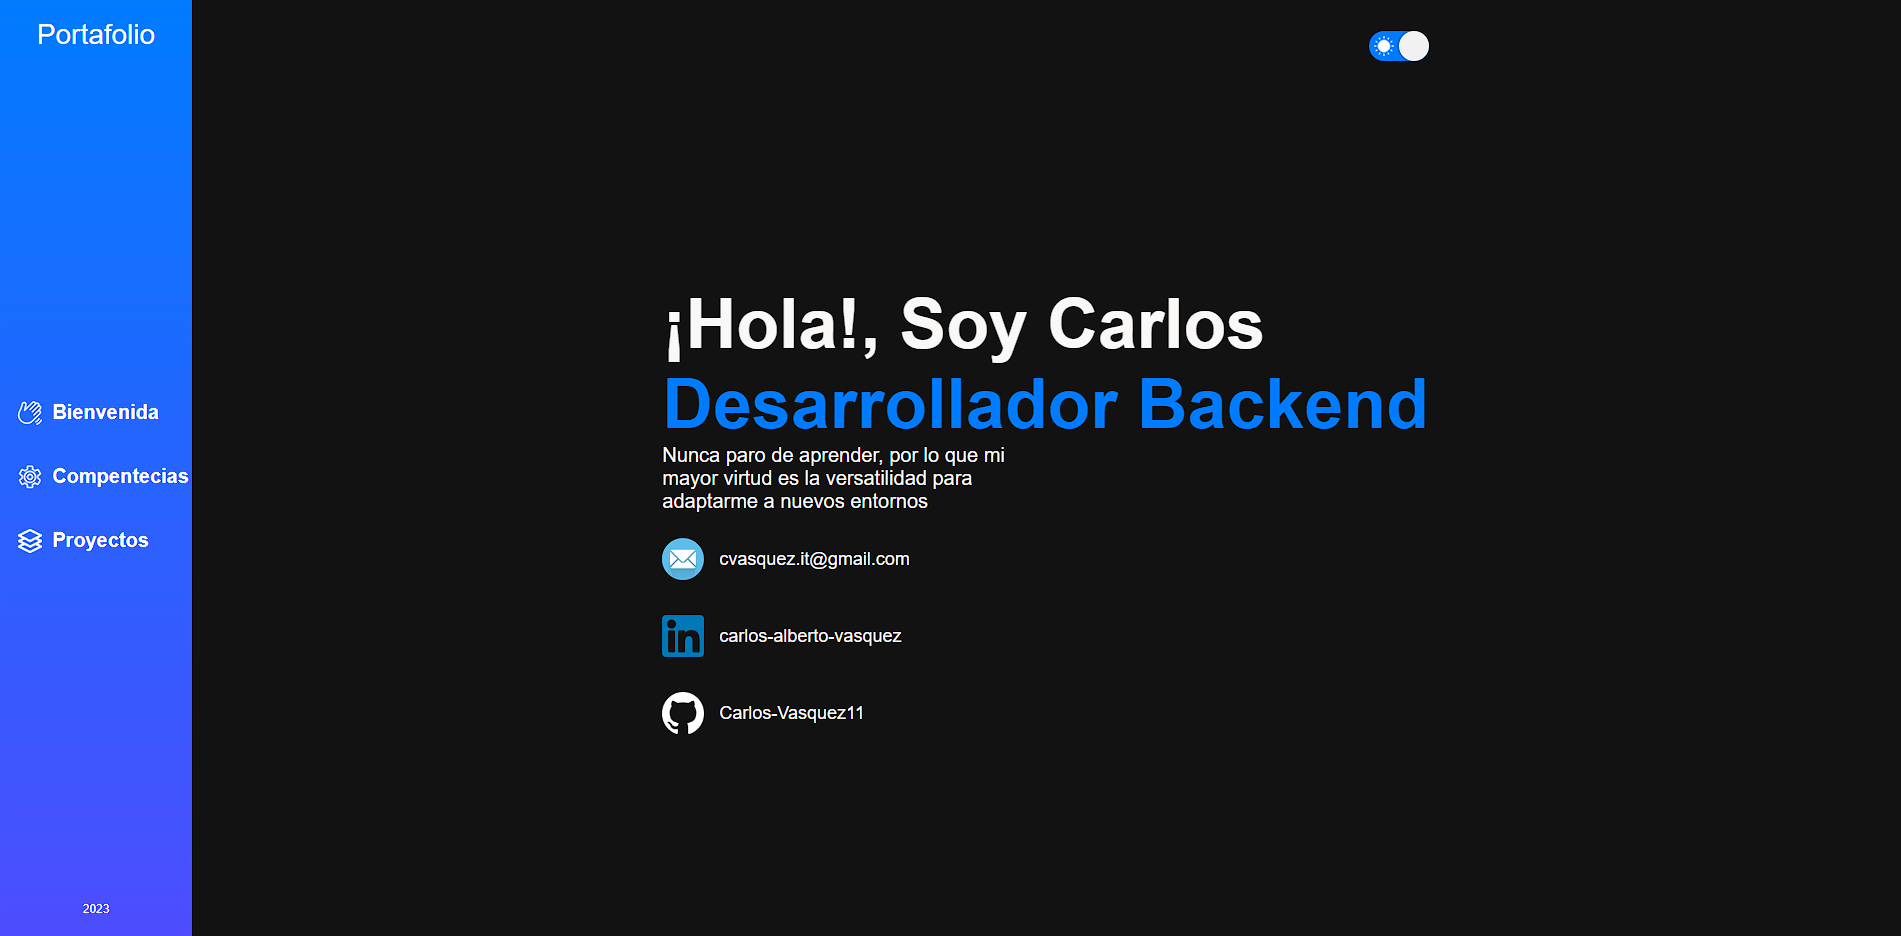 Portafolio
Bienvenida
Compentecias
Proyectos
2023
¡Hola!, Soy Carlos
Desarrollador Backend
Nunca paro de aprender, por lo que mi
mayor virtud es la versatilidad para
adaptarme a nuevos entornos
cvasquez.it@gmail.com
in
carlos-alberto-vasquez
Carlos-Vasquez11